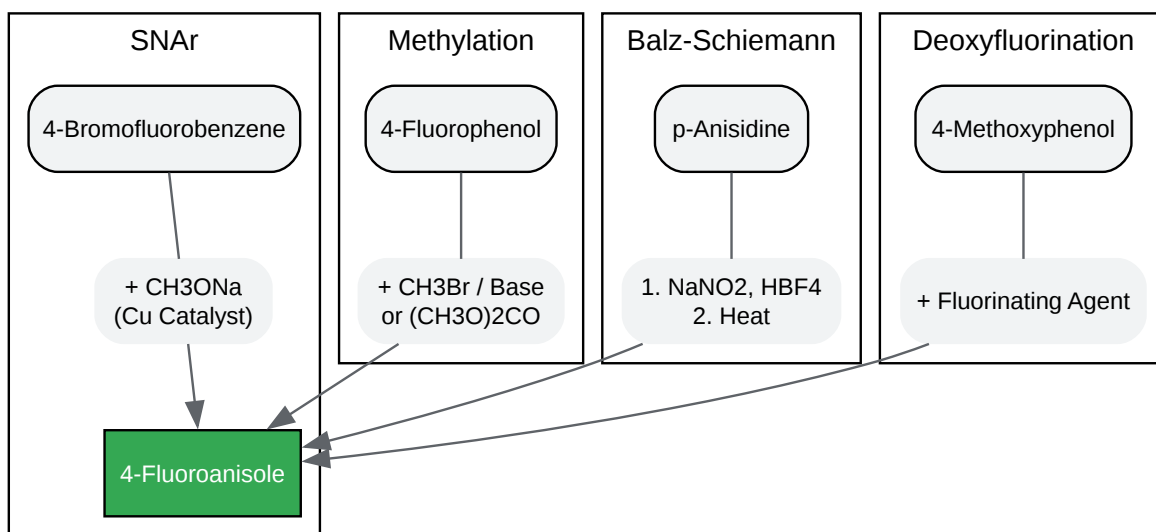 SNAr
Methylation
Balz-Schiemann
Deoxyfluorination
4-Bromofluorobenzene
4-Fluorophenol
p-Anisidine
4-Methoxyphenol
+ CH3ONa
(Cu Catalyst)
+ CH3Br / Base
or (CH3O)2CO
1. NaNO2, HBF4
2. Heat
+ Fluorinating Agent
4-Fluoroanisole